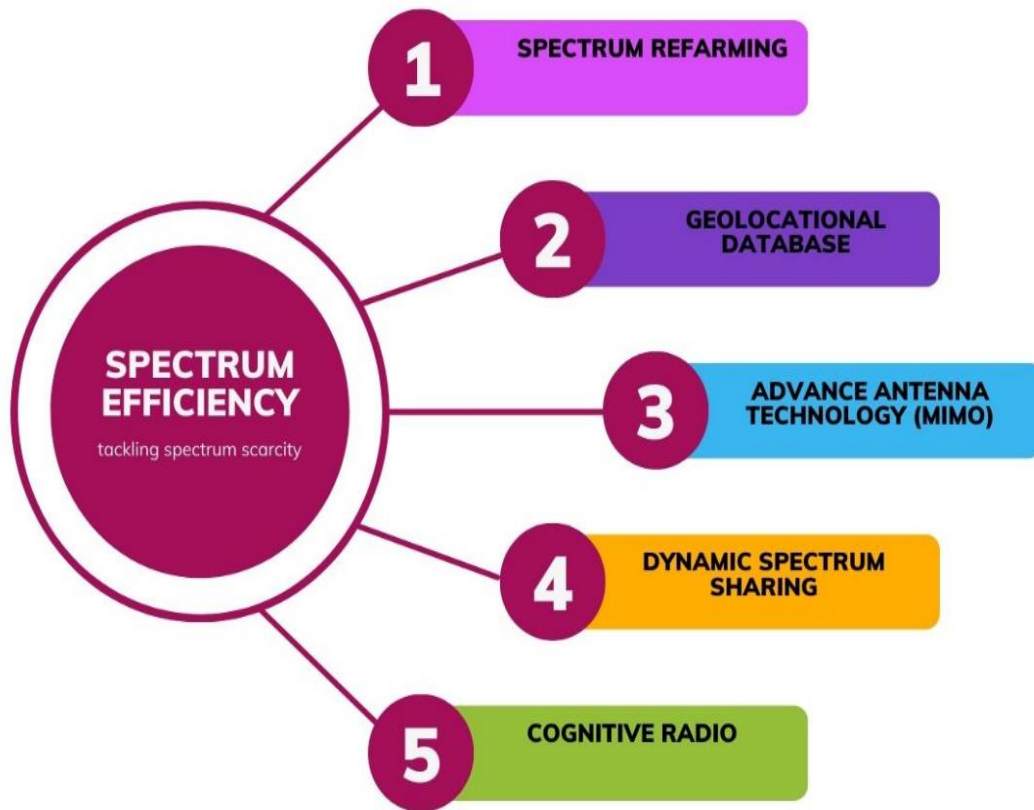 1
SPECTRUM REFARMING
2
GEOLOCATIONAL
DATABASE
SPECTRUM
EFFICIENCY
tackling spectrum scarcity
3
ADVANCE ANTENNA
TECHNOLOGY (MIMO)
4
DYNAMIC SPECTRUM
SHARING
5
COGNITIVE RADIO